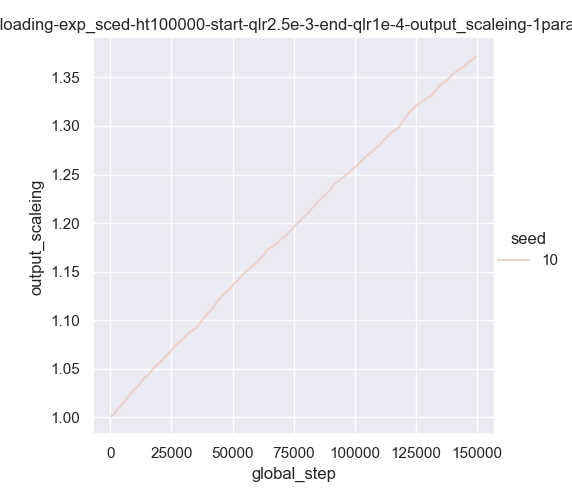 loading-exp_sced-ht100000-start-qlr2.5e-3-end-qlr1e-4-output_scaleing-1para
1.35
1.30
1.25
1.20
1.15
1.10
1.05
1.00
output_scaleing
0 25000 50000 75000 100000 125000 150000
global_step
seed
10